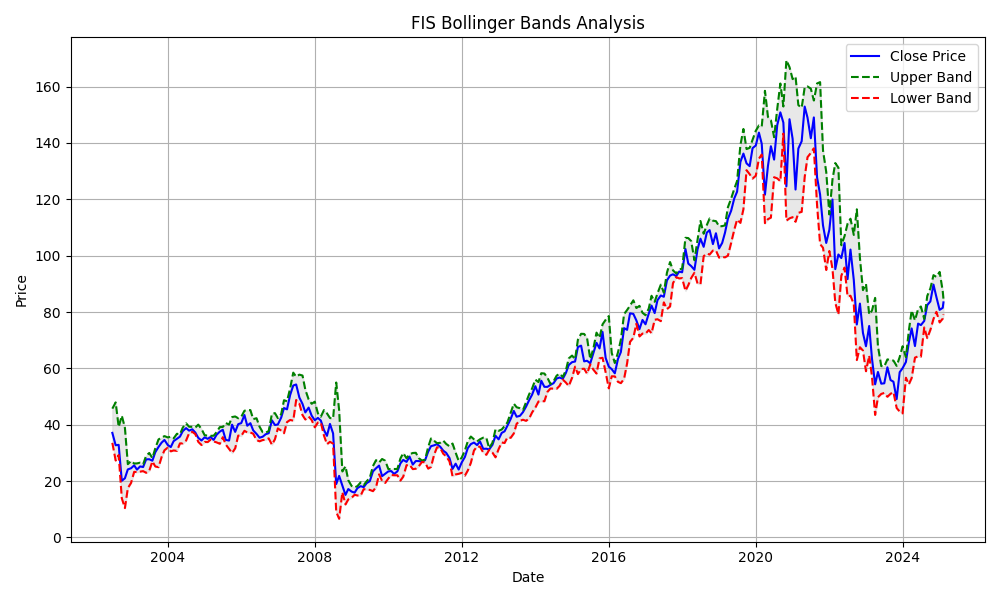 FIS Bollinger Bands Analysis
Close Price
Upper Band
Lower Band
Price
160
140
120
100
80
60
40
20
0
2004 2008 2012 2016 2020 2024
Date